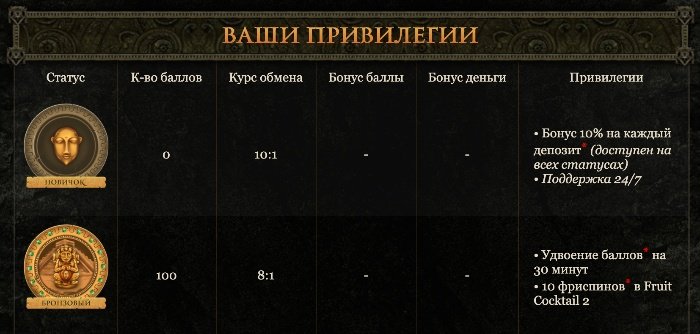 ВАШИ ПРИВИЛЕГИИ
Статус К-во баллов Курс обмена Бонус баллы Бонус деньги Привилегии
НОВИЧОК
0 10:1 - -
• Бонус 10% на каждый
депозит* (доступен на
всех статусах)
• Поддержка 24/7
БРОНЗОВЫЙ
100 8:1 - -
• Удвоение баллов* на
30 минут
• 10 фриспинов* в Fruit
Cocktail 2